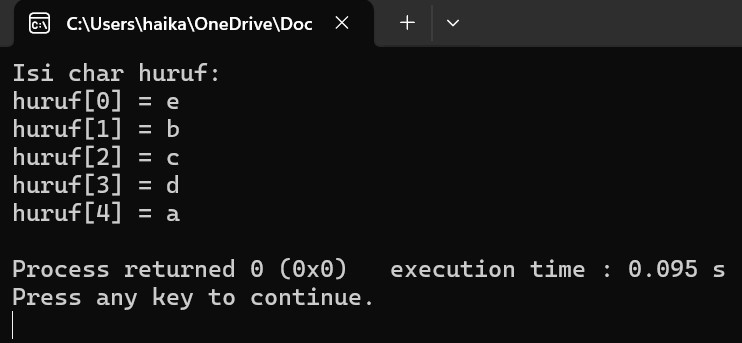 C:\Users\haika\OneDrive\Doc
Isi char huruf:
huruf[0] = e
huruf[1] = b
huruf[2] = c
huruf[3] = d
huruf[4] = a
Process returned 0 (0x0)   execution time : 0.095 s
Press any key to continue.